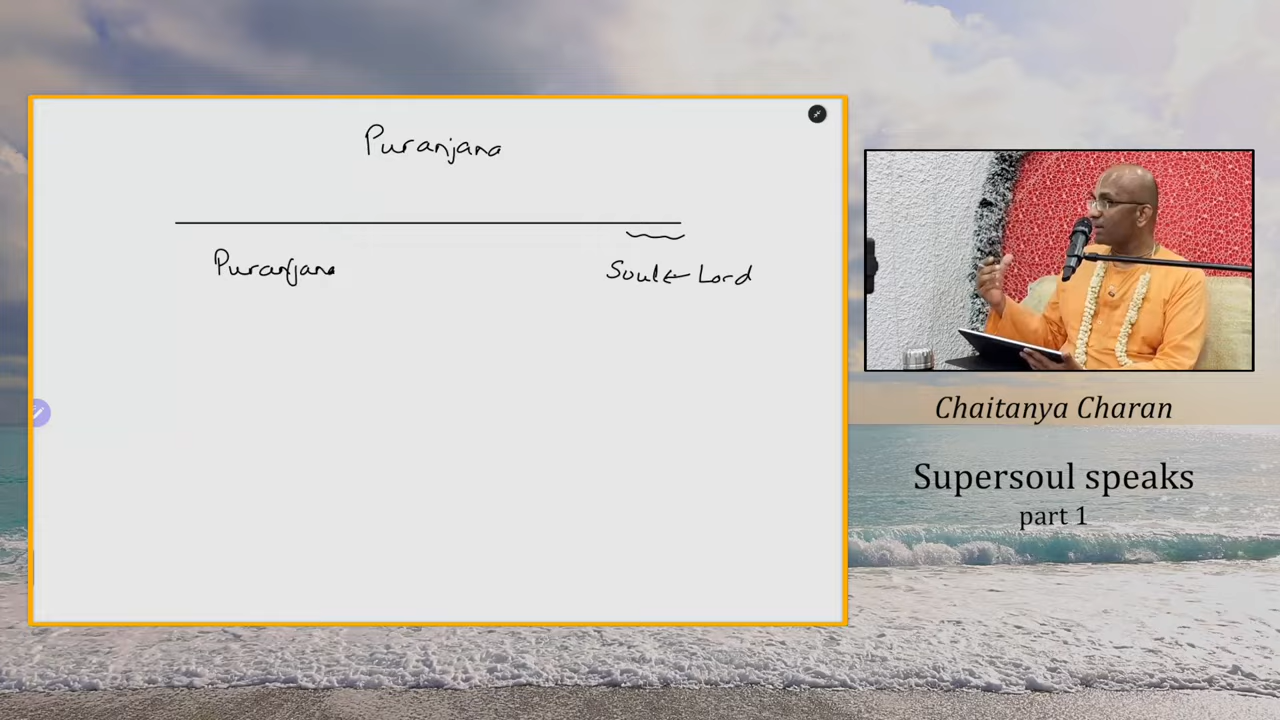 Puranjana
Puranjana
Soul ← Lord
Chaitanya Charan
Supersoul speaks
part 1